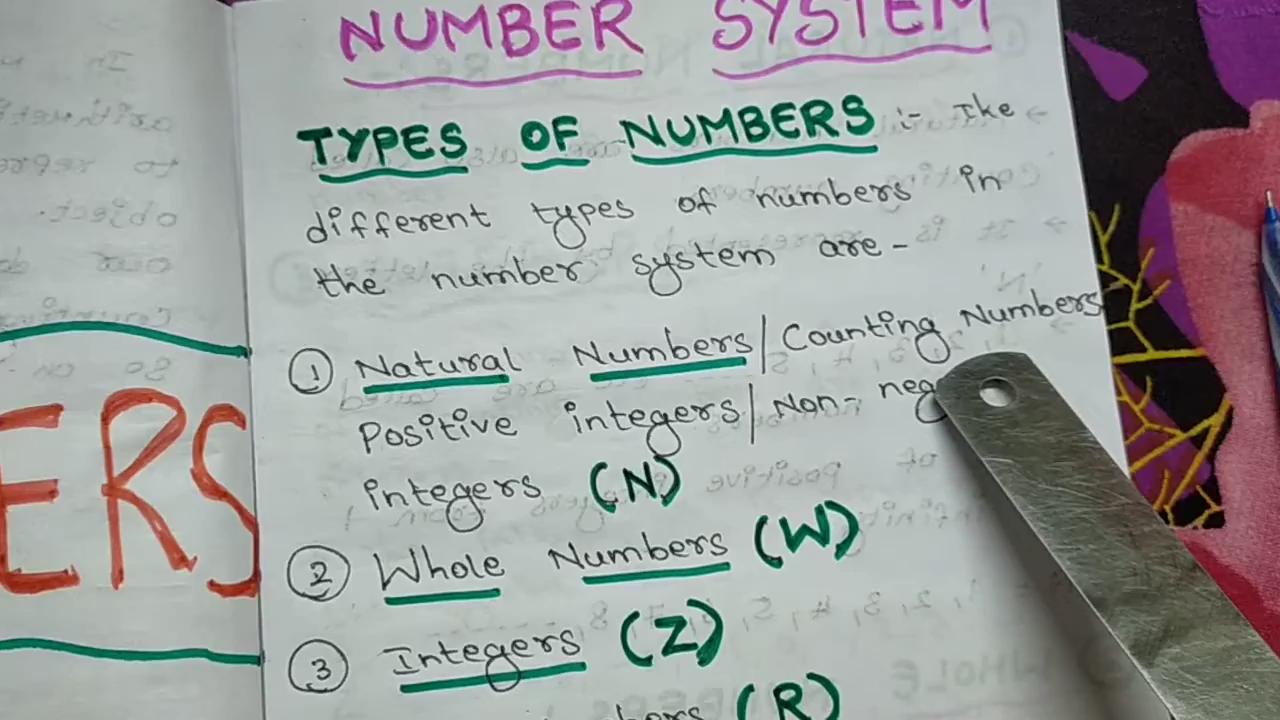 NUMBER SYSTEM
TYPES OF NUMBERS :- The
different types of numbers in
the number system are-
① Natural Numbers/Counting Numbers
Positive integers/Non-neg
integers (N)
② Whole Numbers (W)
③ Integers (Z)
(R)
ERS